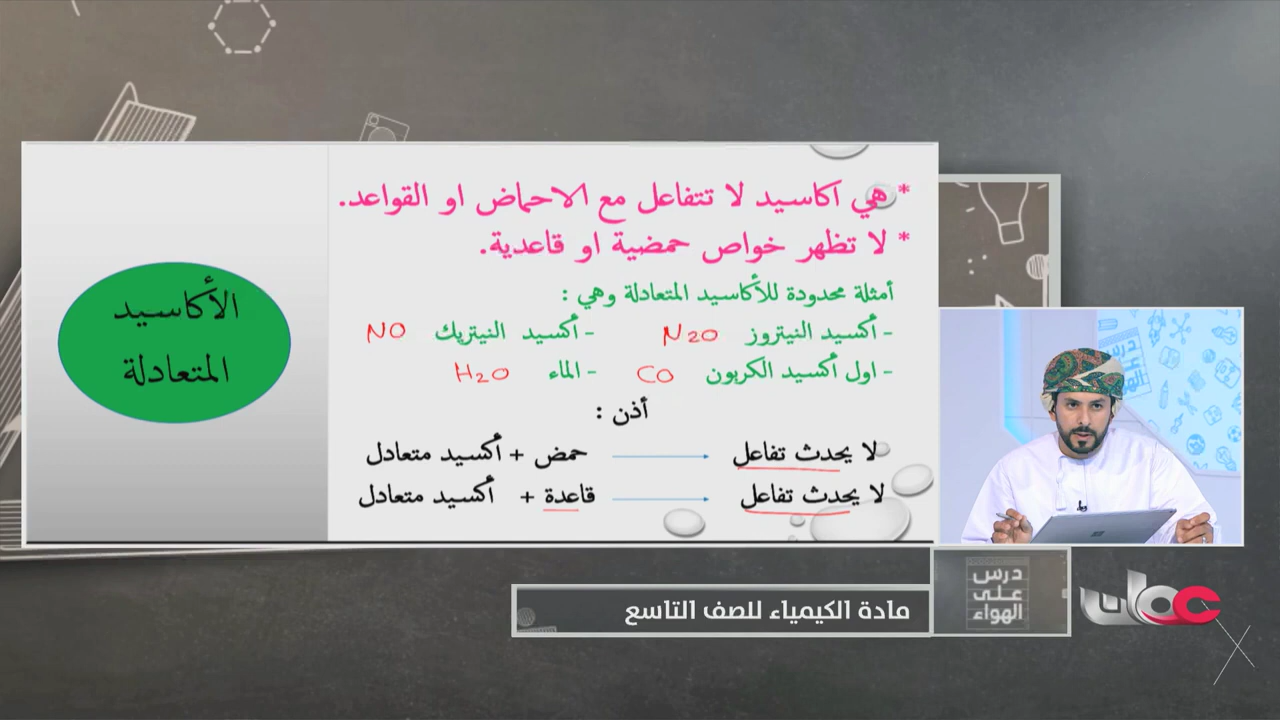 * هي اكاسيد لا تتفاعل مع الاحماض او القواعد.
* لا تظهر خواص حمضية او قاعدية.
أمثلة محدودة للأكاسيد المتعادلة وهي :
- أكسيد النيتروز N2O - أكسيد النيتريك NO
- اول أكسيد الكربون CO - الماء H2O
أذن :
لا يحدث تفاعل حمض + أكسيد متعادل
لا يحدث تفاعل قاعدة + أكسيد متعادل
الأكاسيد
المتعادلة
درس
على
الهواء
مادة الكيمياء للصف التاسع
عمان